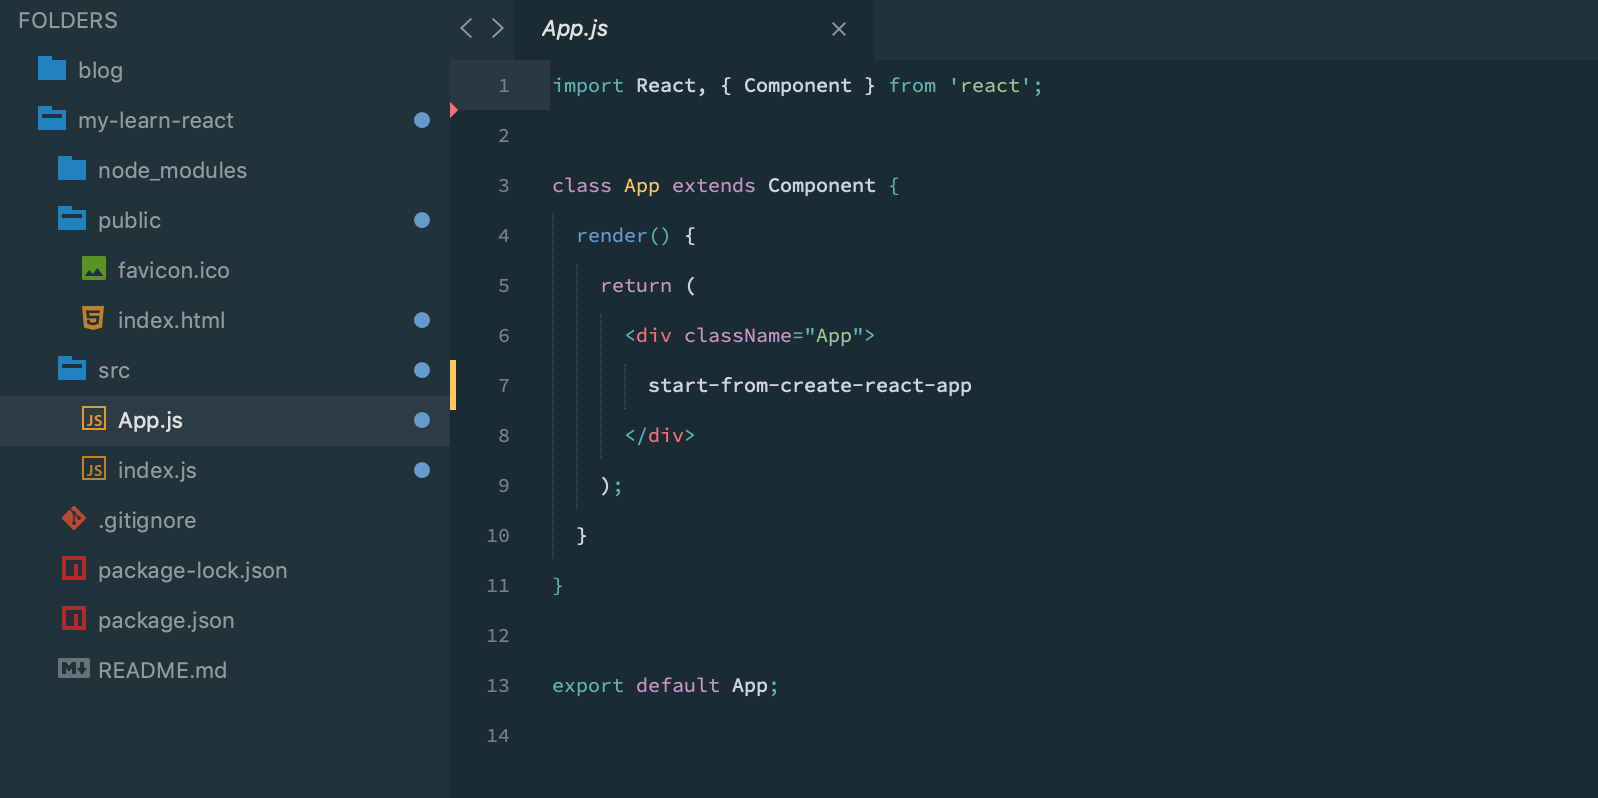 FOLDERS
blog
my-learn-react
node_modules
public
favicon.ico
index.html
src
JS App.js
JS index.js
.gitignore
package-lock.json
package.json
M README.md
App.js
1 import React, { Component } from 'react';
2
3 class App extends Component {
4 render() {
5 return (
6 <div className="App">
7 start-from-create-react-app
8 </div>
9 );
10 }
11 }
12
13 export default App;
14